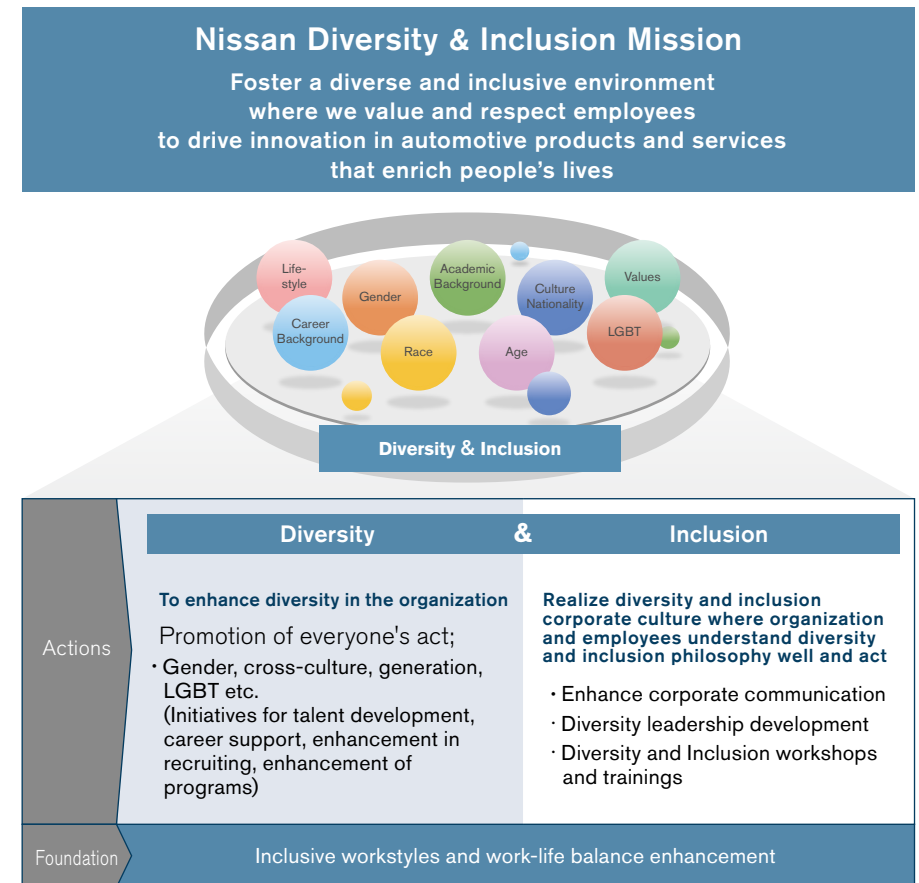 Nissan Diversity & Inclusion Mission
Foster a diverse and inclusive environment
where we value and respect employees
to drive innovation in automotive products and services
that enrich people's lives
Life-
style
Gender
Academic
Background
Culture
Nationality
Values
Career
Background
Race
Age
LGBT
Diversity & Inclusion
Actions
Diversity & Inclusion
To enhance diversity in the organization
Promotion of everyone's act;
・Gender, cross-culture, generation,
LGBT etc.
(Initiatives for talent development,
career support, enhancement in
recruiting, enhancement of
programs)
Realize diversity and inclusion
corporate culture where organization
and employees understand diversity
and inclusion philosophy well and act
・Enhance corporate communication
・Diversity leadership development
・Diversity and Inclusion workshops
and trainings
Foundation
Inclusive workstyles and work-life balance enhancement